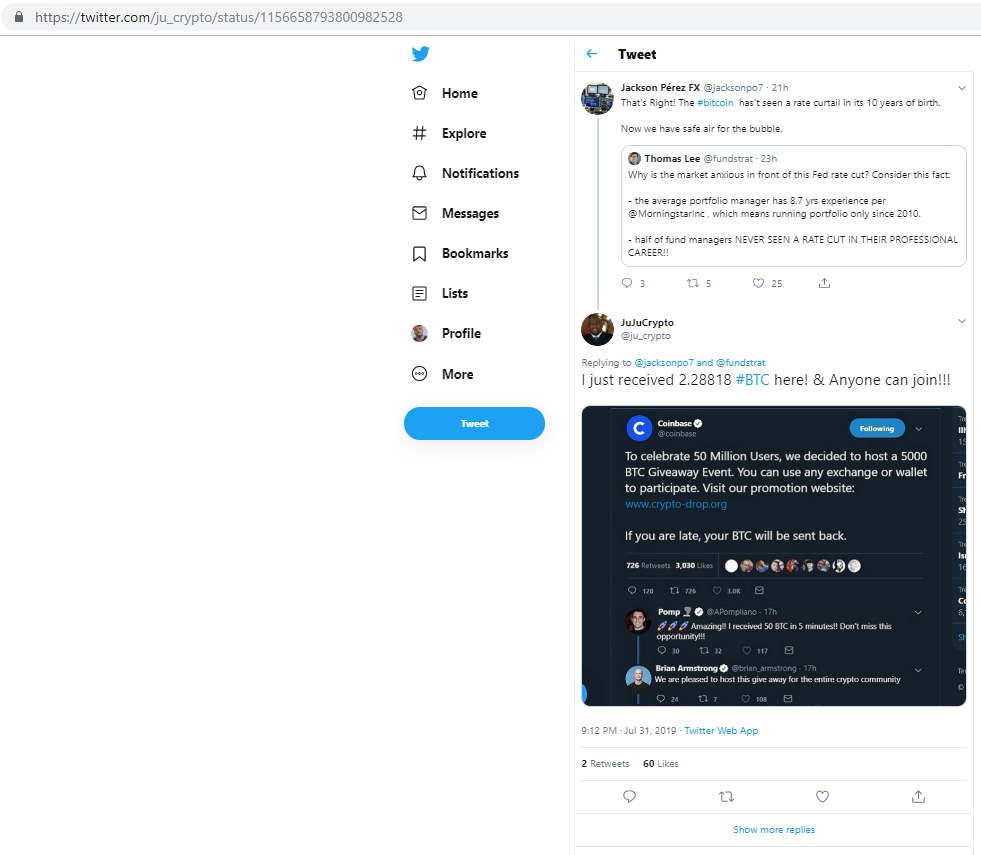 https://twitter.com/ju_crypto/status/1156658793800982528
Home
Explore
Notifications
Messages
Bookmarks
Lists
Profile
More
Tweet
Tweet
Jackson Pérez FX @jacksonpo7 · 21h
That's Right! The #bitcoin has't seen a rate curtail in its 10 years of birth.
Now we have safe air for the bubble.
Thomas Lee @fundstrat · 23h
Why is the market anxious in front of this Fed rate cut? Consider this fact:
- the average portfolio manager has 8.7 yrs experience per
@MorningstarInc , which means running portfolio only since 2010.
- half of fund managers NEVER SEEN A RATE CUT IN THEIR PROFESSIONAL
CAREER!!
3 5 25
JuJuCrypto
@ju_crypto
Replying to @jacksonpo7 and @fundstrat
I just received 2.28818 #BTC here! & Anyone can join!!!
Coinbase
@coinbase
Following
To celebrate 50 Million Users, we decided to host a 5000
BTC Giveaway Event. You can use any exchange or wallet
to participate. Visit our promotion website:
www.crypto-drop.org
If you are late, your BTC will be sent back.
726 Retweets 3,030 Likes
120 726 3.0K
Pomp @APompliano · 17h
Amazing!! I received 50 BTC in 5 minutes!! Don't miss this
opportunity!!!
30 32 117
Brian Armstrong @brian_armstrong · 17h
We are pleased to host this give away for the entire crypto community
24 7 108
9:12 PM · Jul 31, 2019 · Twitter Web App
2 Retweets 60 Likes
Show more replies